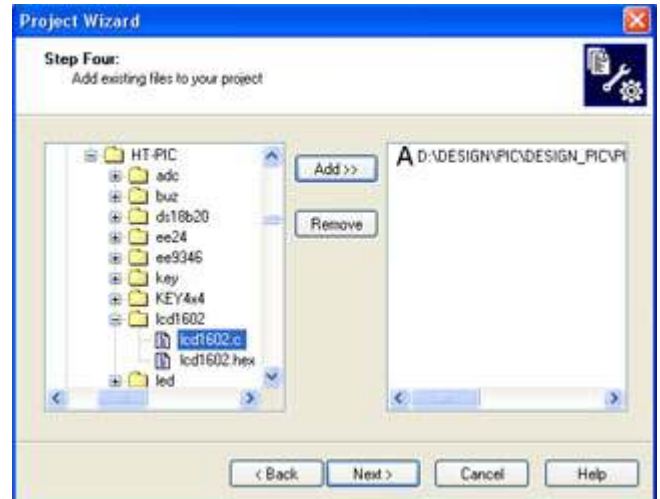 Project Wizard
Step Four:
Add existing files to your project
HT-PIC
adc
buz
ds18b20
ee24
ee9346
key
KEY4x4
lcd1602
lcd1602.c
lcd1602.hex
led
Add >>
Remove
A D:\DESIGN\PIC\DESIGN_PIC\PI
< Back
Next >
Cancel
Help